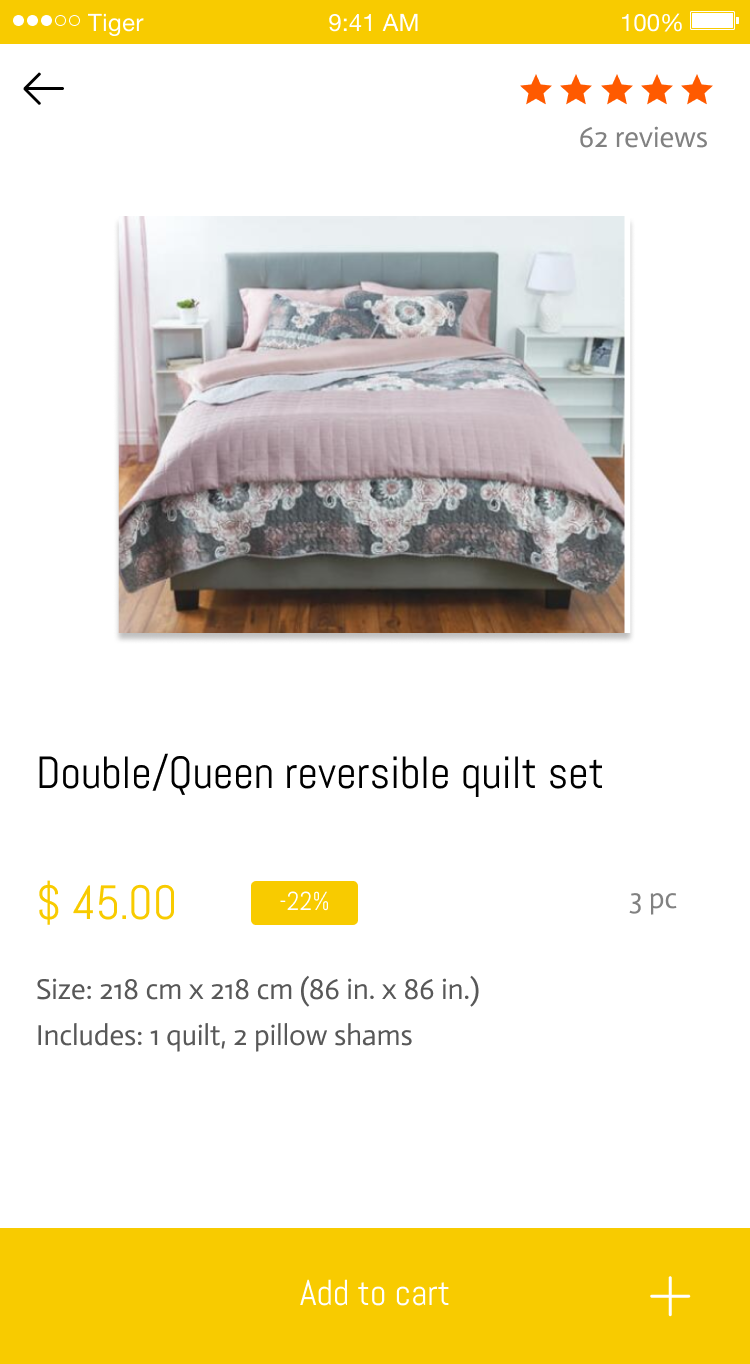 Tiger
9:41 AM
100%
62 reviews
Double/Queen reversible quilt set
$ 45.00
-22%
3 pc
Size: 218 cm x 218 cm (86 in. x 86 in.)
Includes: 1 quilt, 2 pillow shams
Add to cart